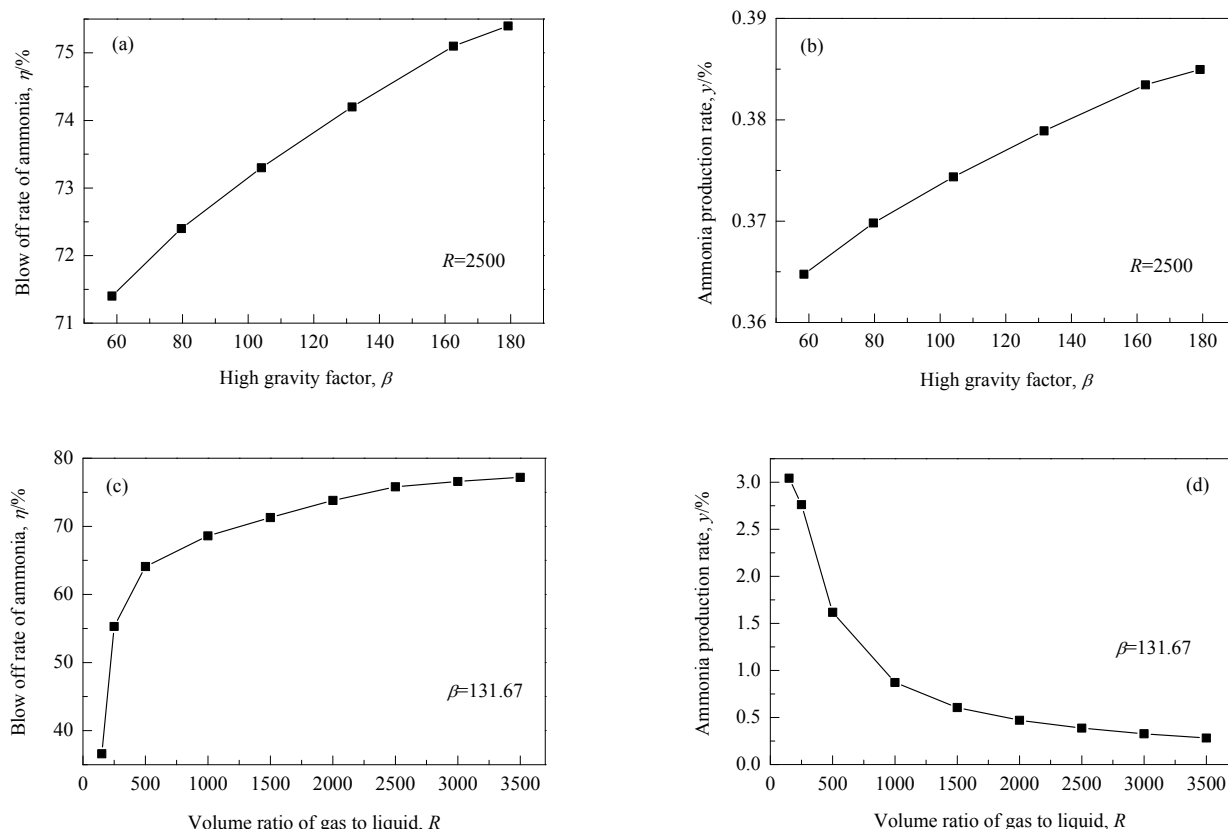 (a)
Blow off rate of ammonia, η/%
75
74
73
72
71
R=2500
60 80 100 120 140 160 180
High gravity factor, β
(b)
Ammonia production rate, y/%
0.39
0.38
0.37
0.36
R=2500
60 80 100 120 140 160 180
High gravity factor, β
(c)
Blow off rate of ammonia, η/%
80
70
60
50
40
β=131.67
0 500 1000 1500 2000 2500 3000 3500
Volume ratio of gas to liquid, R
(d)
Ammonia production rate, y/%
3.0
2.5
2.0
1.5
1.0
0.5
0.0
β=131.67
0 500 1000 1500 2000 2500 3000 3500
Volume ratio of gas to liquid, R